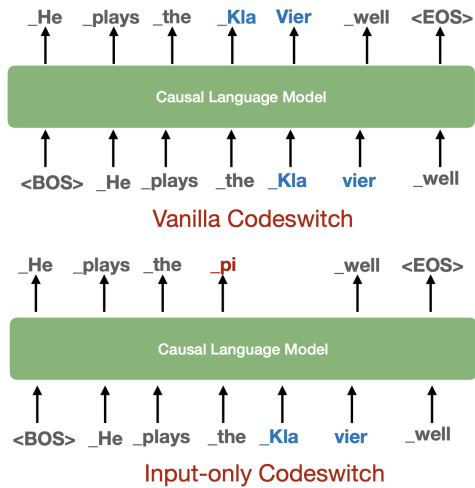 _He _plays _the _Kla Vier _well <EOS>
Causal Language Model
<BOS> _He _plays _the _Kla vier _well
Vanilla Codeswitch
_He _plays _the _pi _well <EOS>
Causal Language Model
<BOS> _He _plays _the _Kla vier _well
Input-only Codeswitch